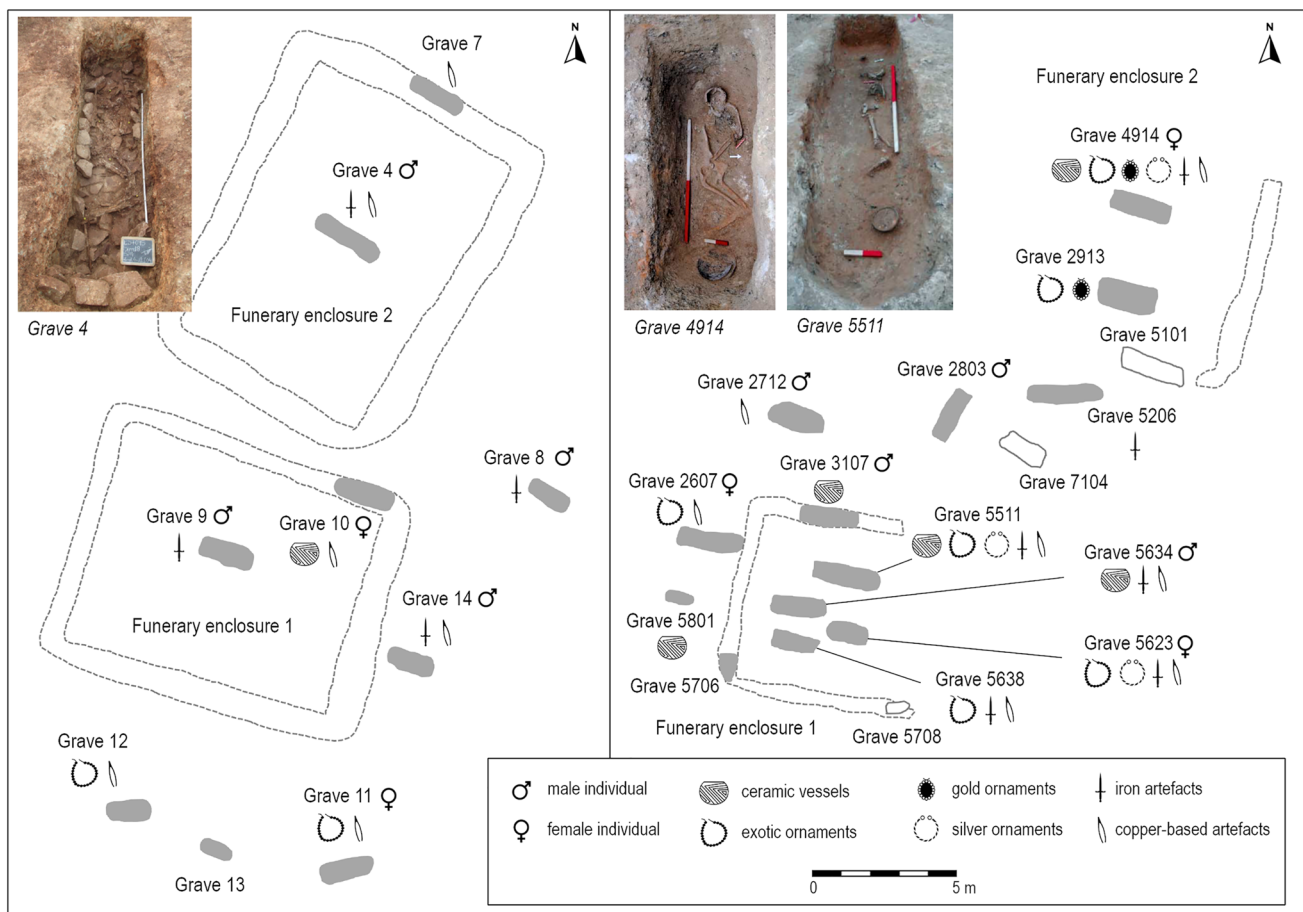 N
Grave 7
Grave 4 ♂
Funerary enclosure 2
Grave 4
Grave 8 ♂
Grave 9 ♂
Grave 10 ♀
Grave 14 ♂
Funerary enclosure 1
Grave 12
Grave 11 ♀
Grave 13
N
Funerary enclosure 2
Grave 4914 ♀
Grave 2913
Grave 4914
Grave 5511
Grave 5101
Grave 2712 ♂
Grave 2803 ♂
Grave 5206
Grave 3107 ♂
Grave 7104
Grave 2607 ♀
Grave 5511
Grave 5634 ♂
Grave 5801
Grave 5623 ♀
Grave 5706
Grave 5638
Funerary enclosure 1
Grave 5708
♂ male individual
ceramic vessels
gold ornaments
iron artefacts
♀ female individual
exotic ornaments
silver ornaments
copper-based artefacts
0 5 m